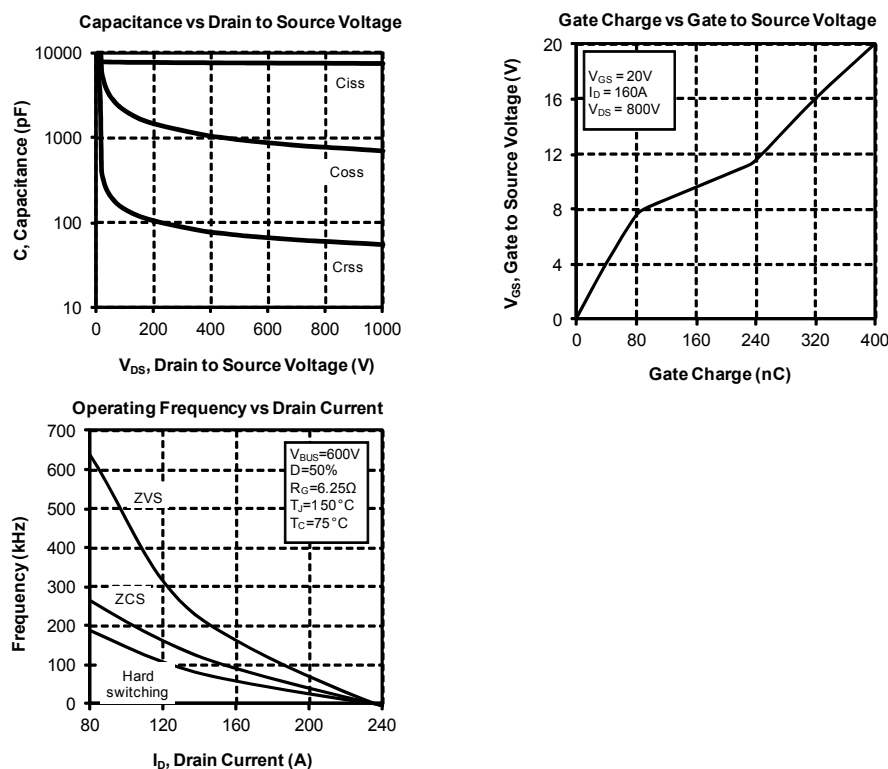 Capacitance vs Drain to Source Voltage
C, Capacitance (pF)
10000
1000
100
10
Ciss
Coss
Crss
0 200 400 600 800 1000
VDS, Drain to Source Voltage (V)
Gate Charge vs Gate to Source Voltage
VGS, Gate to Source Voltage (V)
20
16
12
8
4
0
VGS = 20V
ID = 160A
VDS = 800V
0 80 160 240 320 400
Gate Charge (nC)
Operating Frequency vs Drain Current
Frequency (kHz)
700
600
500
400
300
200
100
0
VBUS=600V
D=50%
RG=6.25Ω
TJ=150°C
TC=75°C
ZVS
ZCS
Hard
switching
80 120 160 200 240
ID, Drain Current (A)